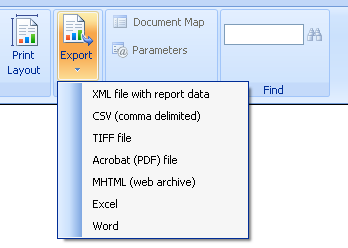 Print
Layout
Export
Document Map
Parameters
Find
XML file with report data
CSV (comma delimited)
TIFF file
Acrobat (PDF) file
MHTML (web archive)
Excel
Word